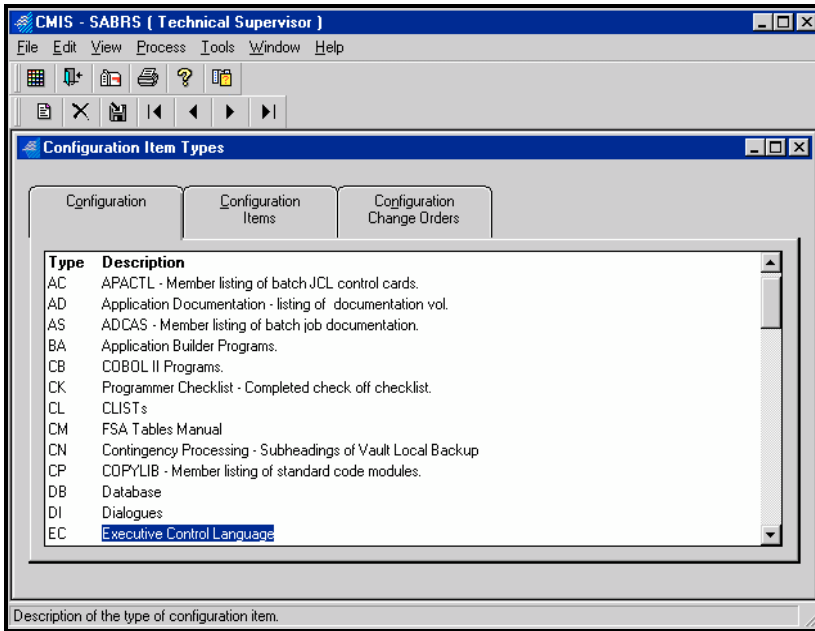 CMIS - SABRS ( Technical Supervisor )
File Edit View Process Tools Window Help
Configuration Item Types
Configuration
Configuration Items
Configuration Change Orders
Type Description
AC APACTL - Member listing of batch JCL control cards.
AD Application Documentation - listing of documentation vol.
AS ADCAS - Member listing of batch job documentation.
BA Application Builder Programs.
CB COBOL II Programs.
CK Programmer Checklist - Completed check off checklist.
CL CLISTs
CM FSA Tables Manual
CN Contingency Processing - Subheadings of Vault Local Backup
CP COPYLIB - Member listing of standard code modules.
DB Database
DI Dialogues
EC Executive Control Language
Description of the type of configuration item.